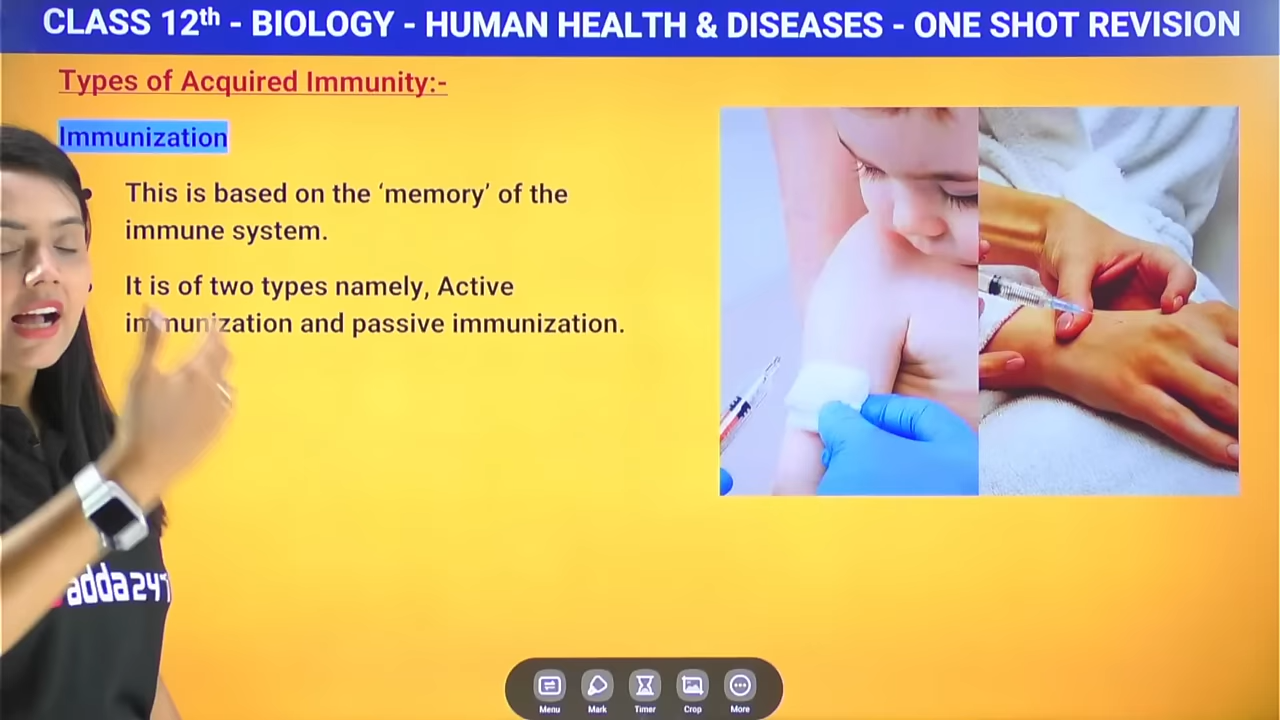 CLASS 12th - BIOLOGY - HUMAN HEALTH & DISEASES - ONE SHOT REVISION
Types of Acquired Immunity:-
Immunization
This is based on the ‘memory’ of the
immune system.
It is of two types namely, Active
immunization and passive immunization.
adda247
Menu Mark Timer Crop More